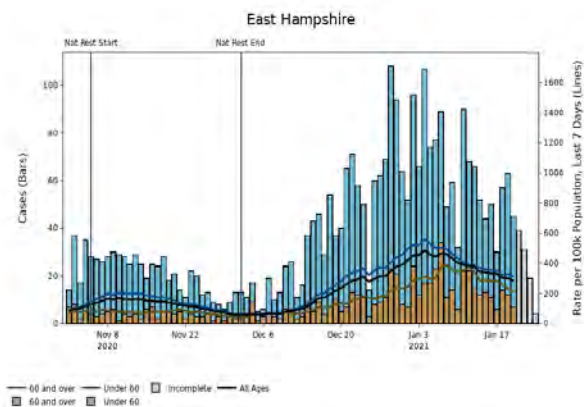 East Hampshire
Nat Rest Start
Nat Rest End
100
80
60
40
20
0
1600
1400
1200
1000
800
600
400
200
0
Cases (Bars)
Rate per 100k Population, Last 7 Days (Lines)
Nov 8
2020
Nov 22
Dec 6
Dec 20
Jan 3
2021
Jan 17
60 and over
Under 60
Incomplete
All Ages
60 and over
Under 60